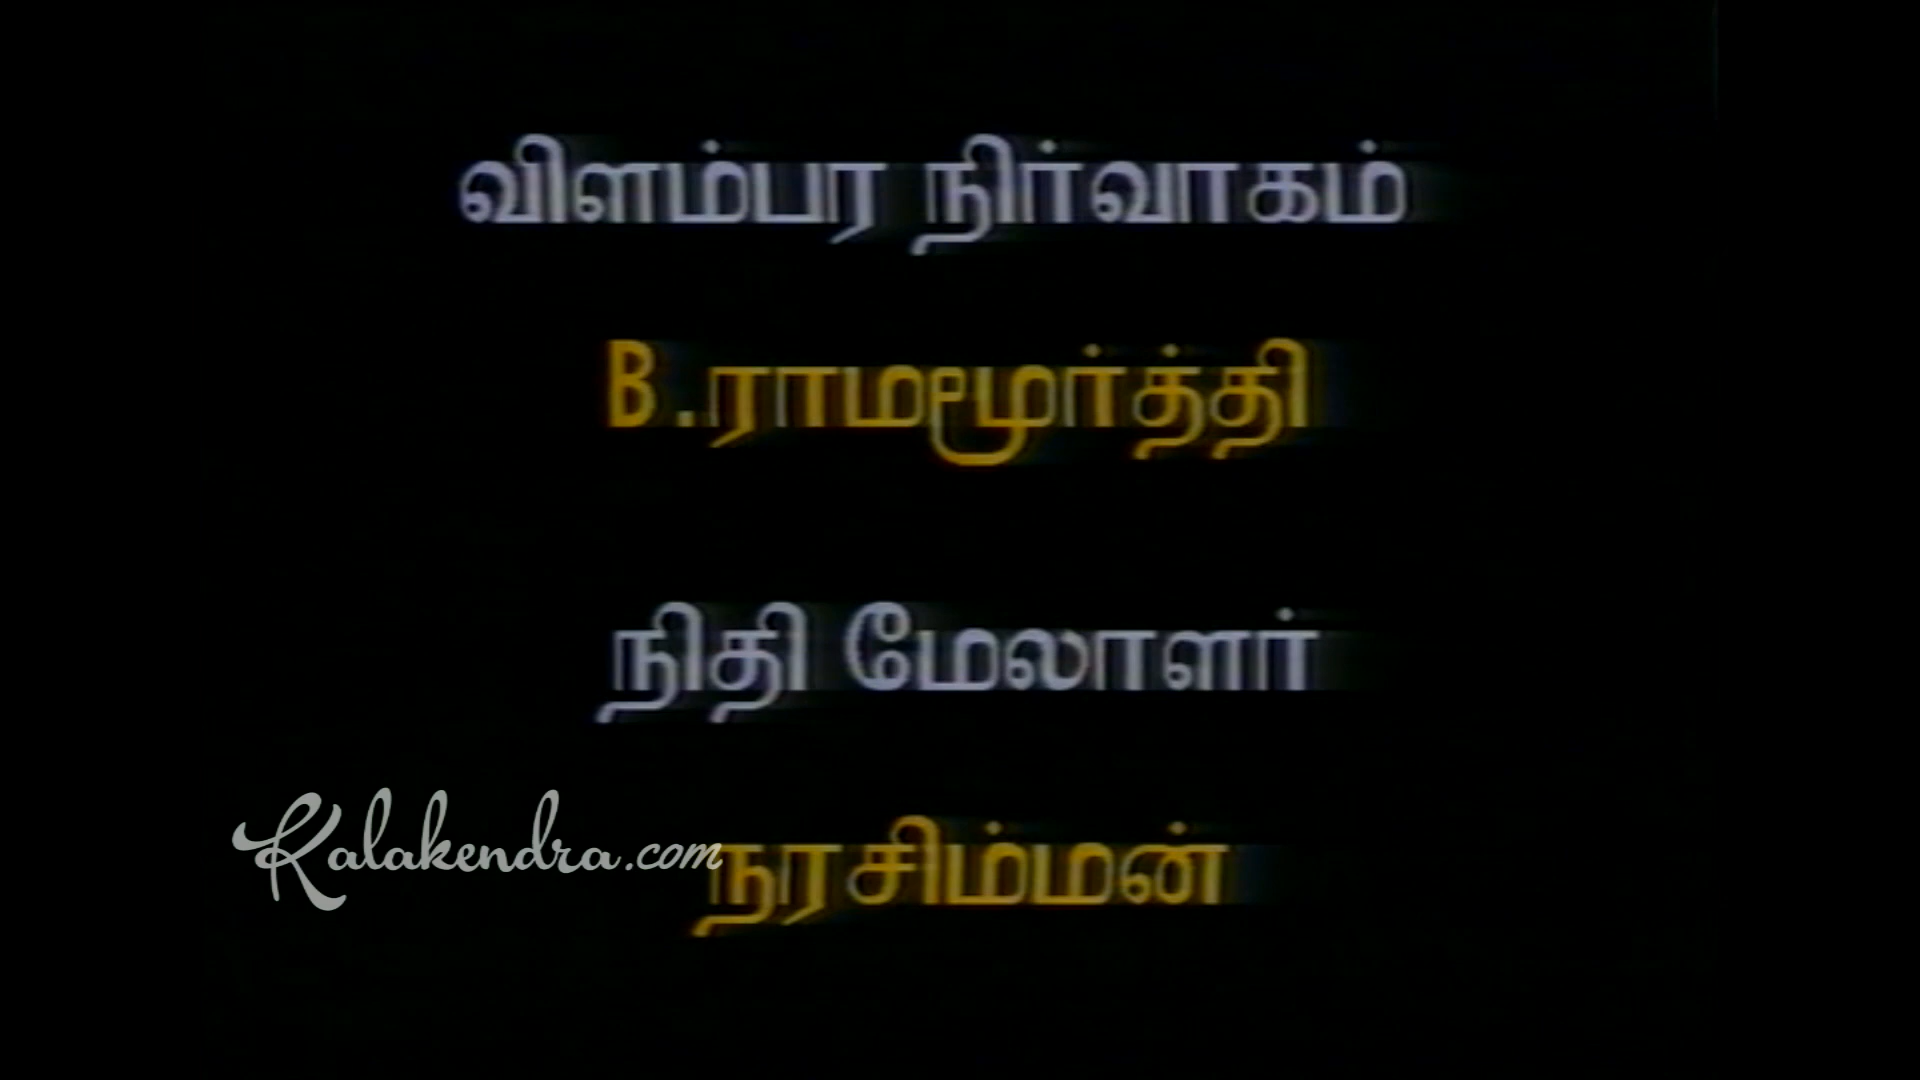 விளம்பர நிர்வாகம்
B.ராமமூர்த்தி
நிதி மேலாளர்
Kalakendra.com
நரசிம்மன்